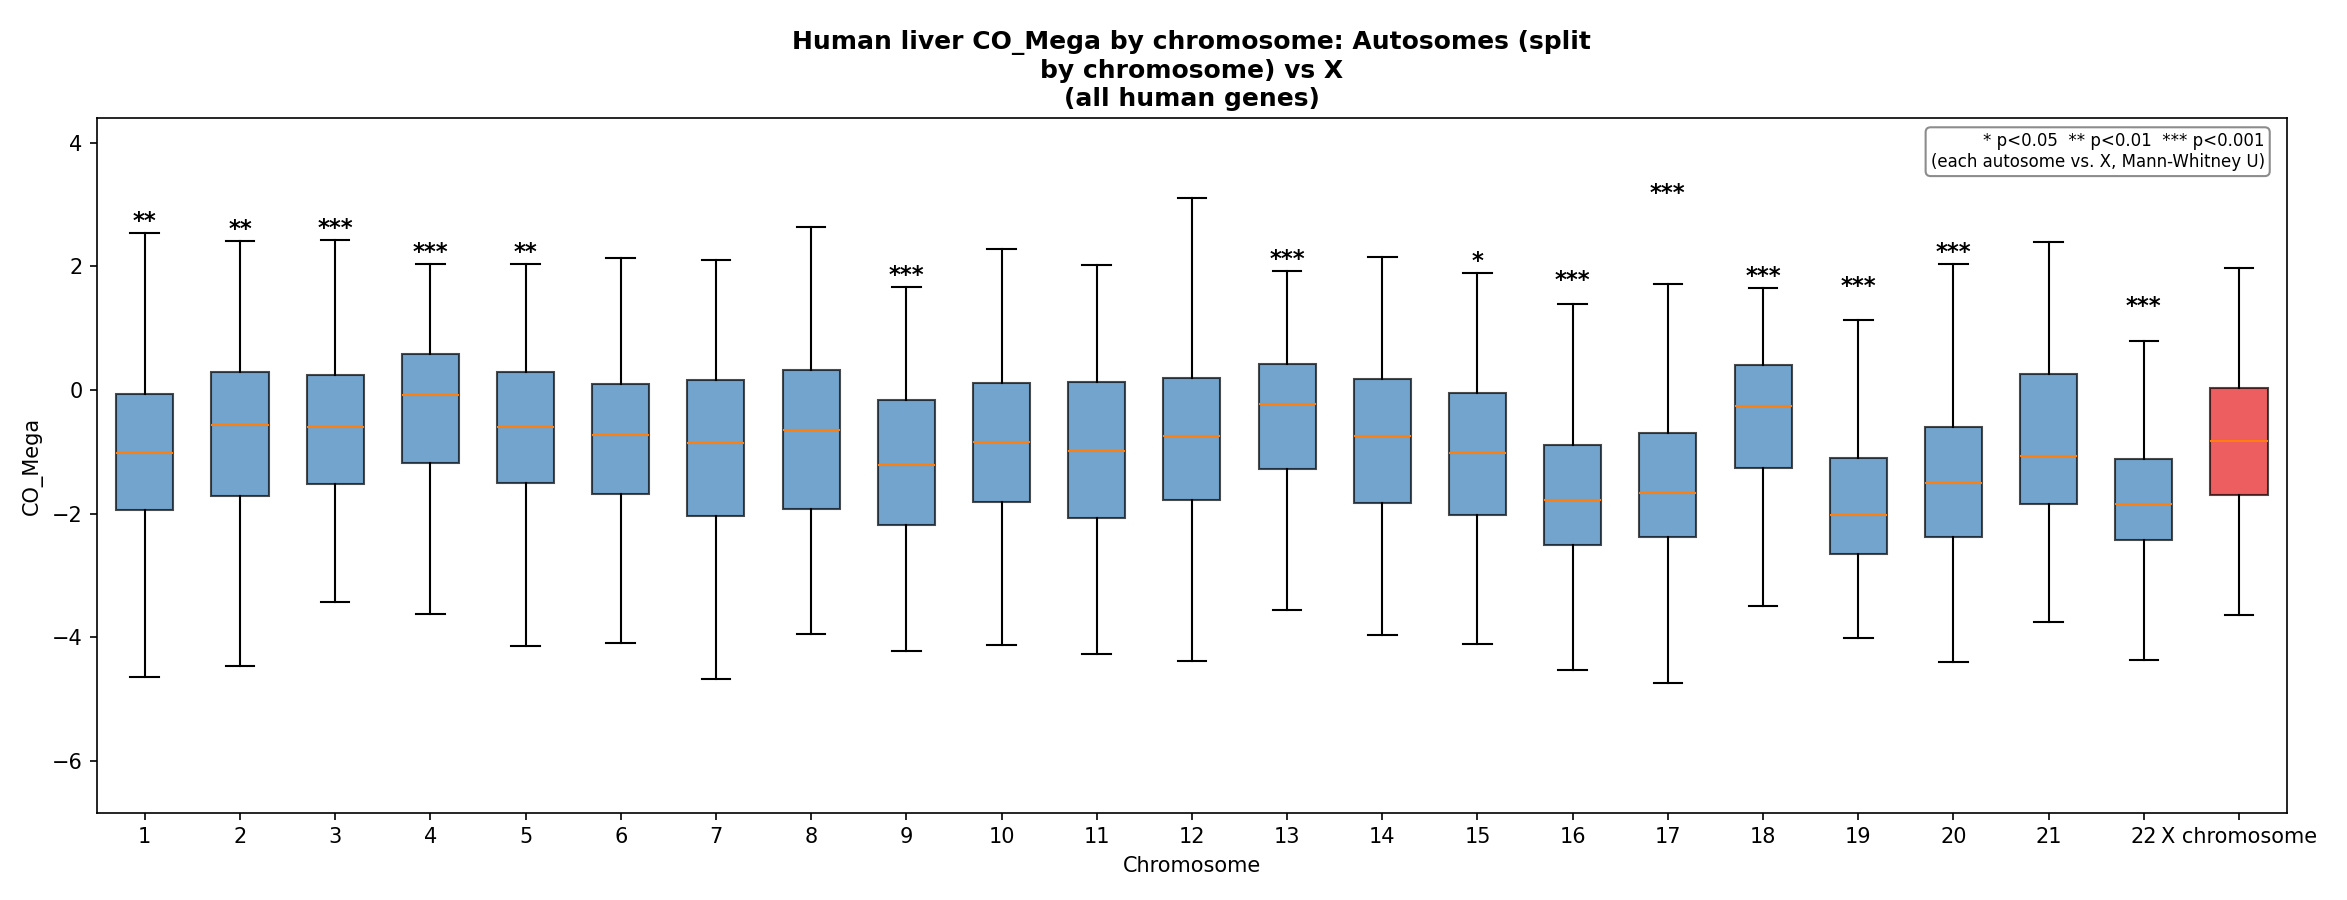 Human liver CO_Mega by chromosome: Autosomes (split
by chromosome) vs X
(all human genes)
* p<0.05  ** p<0.01  *** p<0.001
(each autosome vs. X, Mann-Whitney U)
CO_Mega
4
2
0
−2
−4
−6
** ** *** *** ** *** *** * *** *** *** *** *** ***
1 2 3 4 5 6 7 8 9 10 11 12 13 14 15 16 17 18 19 20 21 22 X chromosome
Chromosome